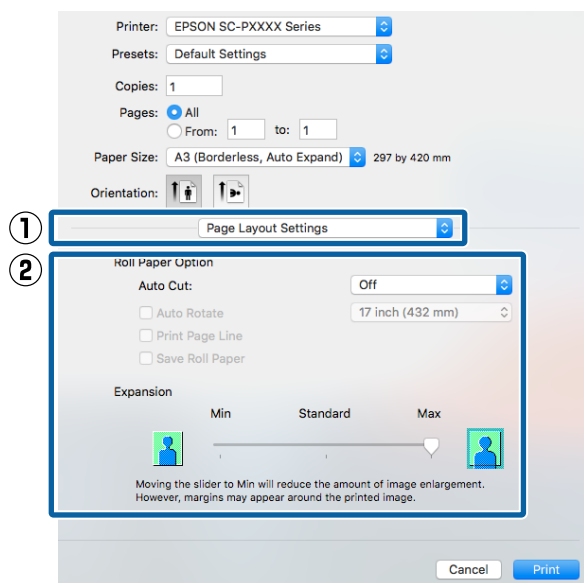 Printer: EPSON SC-PXXXX Series
Presets: Default Settings
Copies: 1
Pages: All
From: 1 to: 1
Paper Size: A3 (Borderless, Auto Expand) 297 by 420 mm
Orientation:
① Page Layout Settings
②
Roll Paper Option
Auto Cut: Off
Auto Rotate 17 inch (432 mm)
Print Page Line
Save Roll Paper
Expansion
Min Standard Max
Moving the slider to Min will reduce the amount of image enlargement.
However, margins may appear around the printed image.
Cancel Print